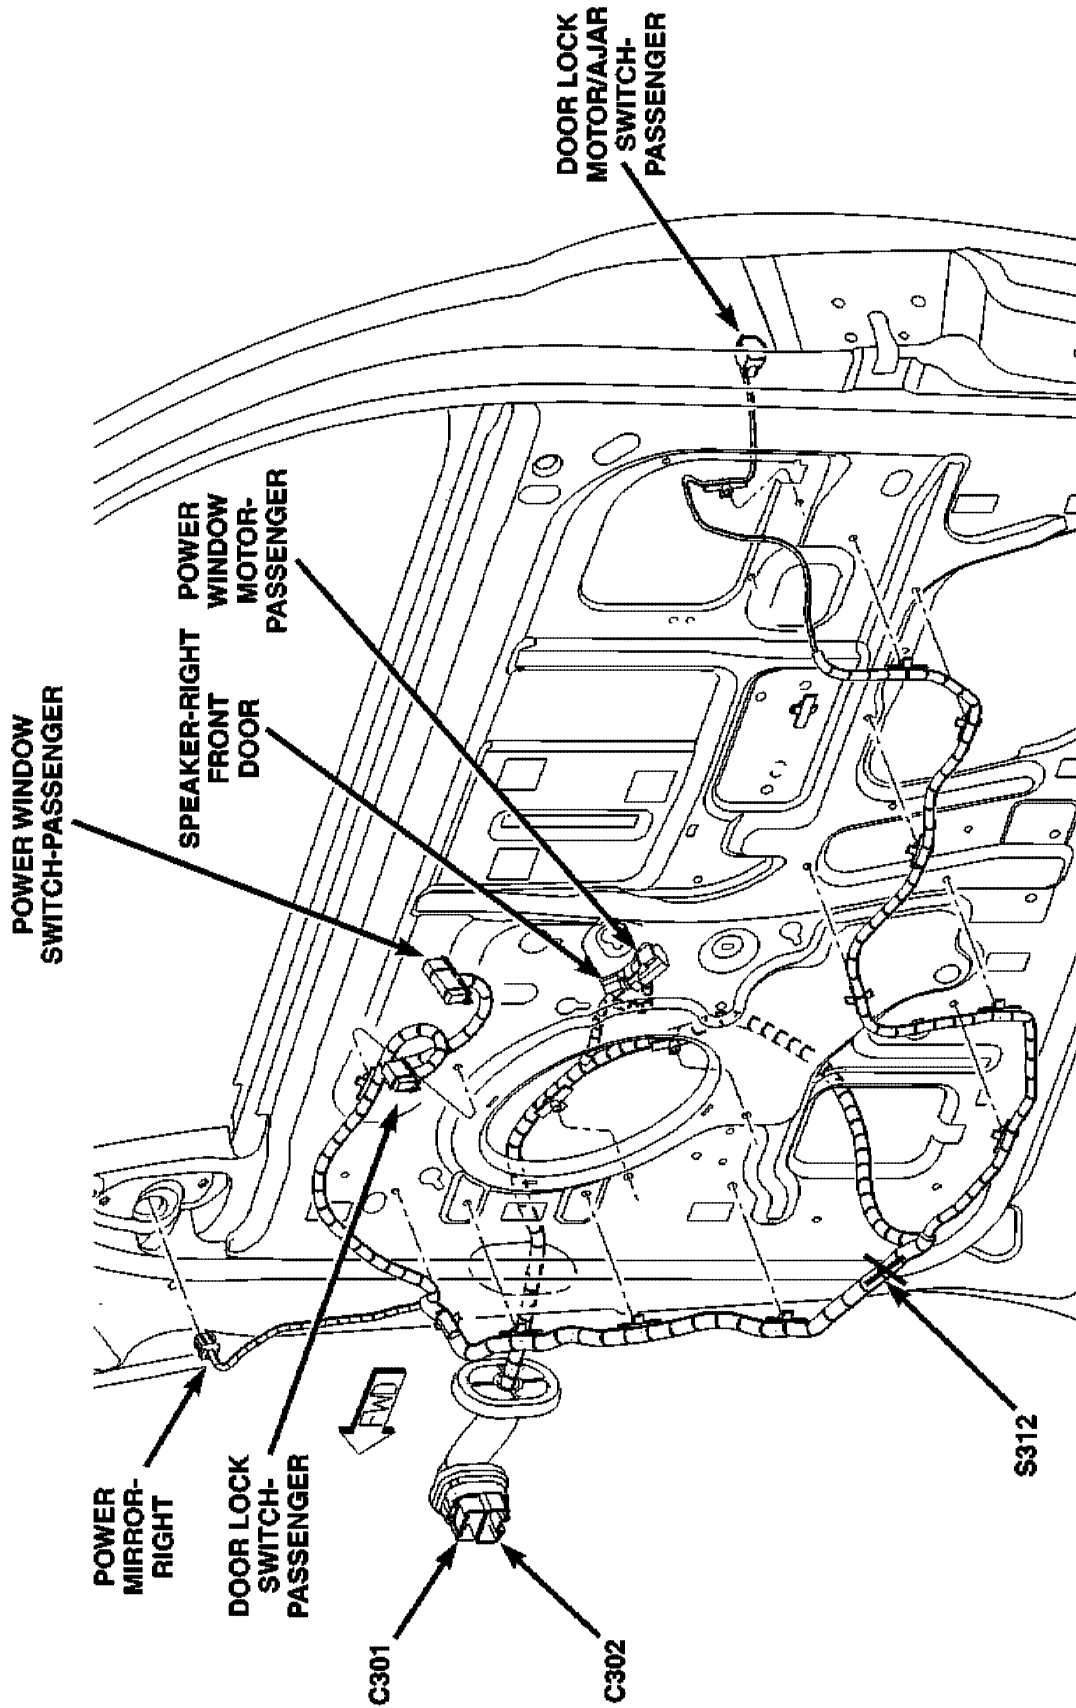 POWER
MIRROR-
RIGHT
DOOR LOCK
SWITCH-
PASSENGER
C301
C302
FWD
POWER WINDOW
SWITCH-PASSENGER
SPEAKER-RIGHT
FRONT
DOOR
POWER
WINDOW
MOTOR-
PASSENGER
DOOR LOCK
MOTOR/AJAR
SWITCH-
PASSENGER
S312